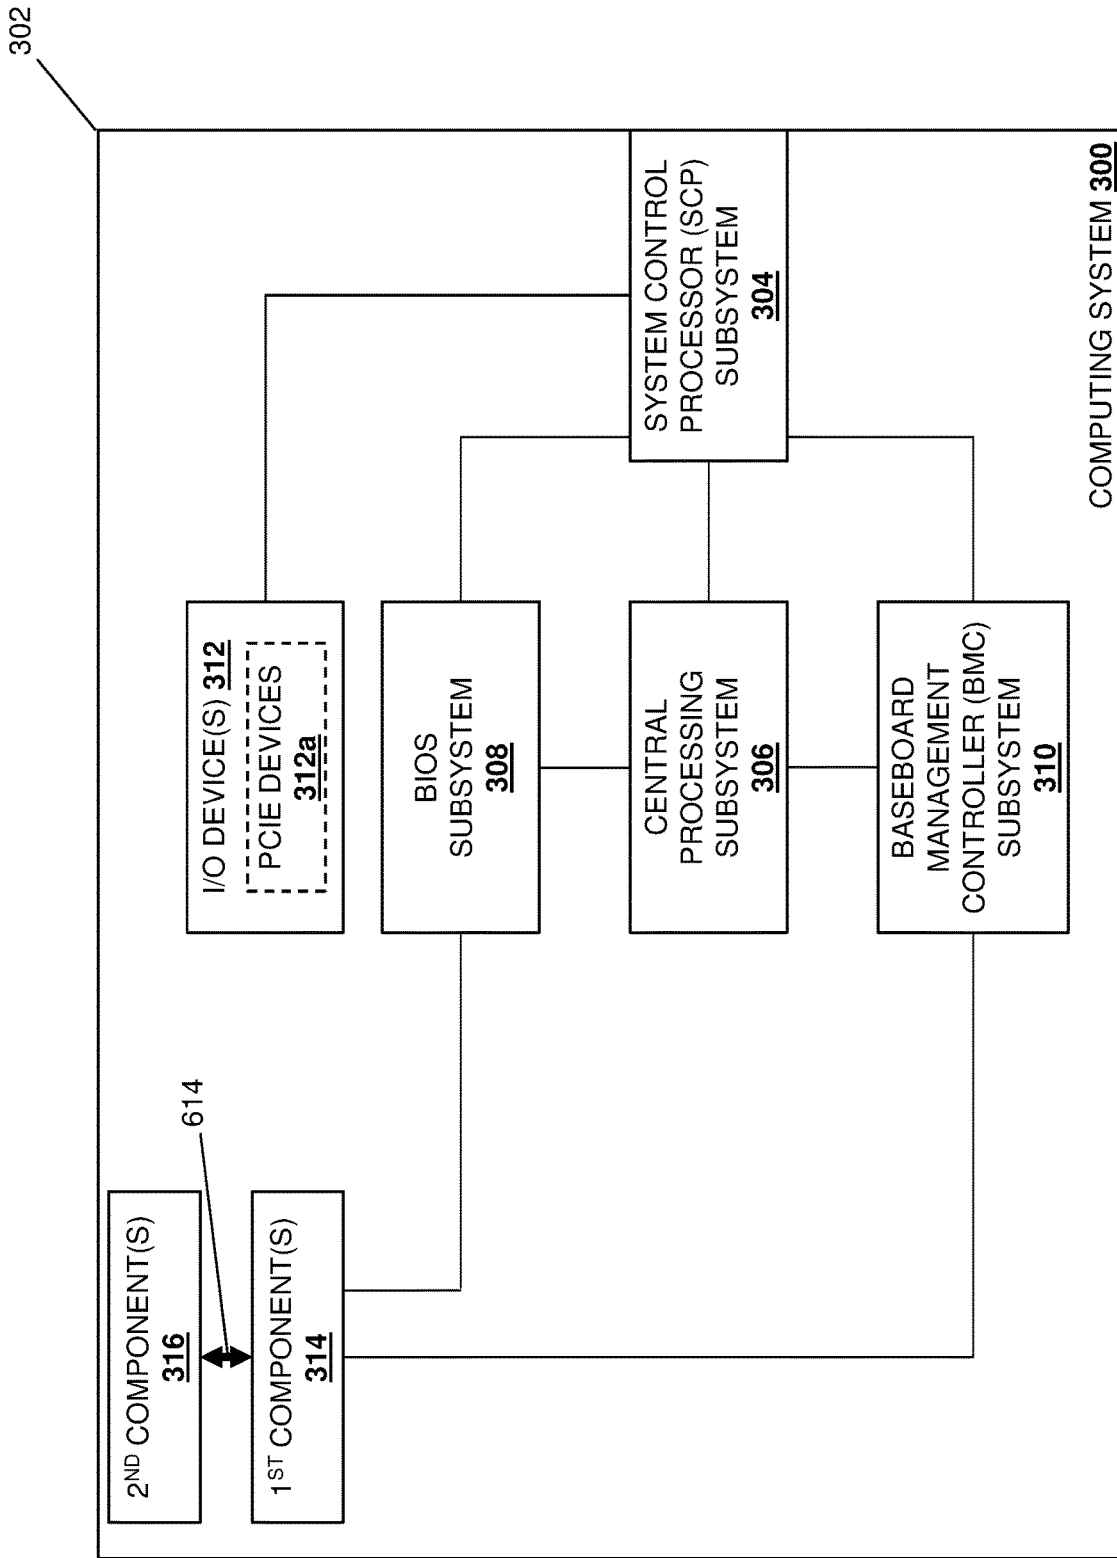 302
2ND COMPONENT(S)
316
614
1ST COMPONENT(S)
314
I/O DEVICE(S) 312
PCIE DEVICES
312a
BIOS
SUBSYSTEM
308
CENTRAL
PROCESSING
SUBSYSTEM
306
BASEBOARD
MANAGEMENT
CONTROLLER (BMC)
SUBSYSTEM
310
SYSTEM CONTROL
PROCESSOR (SCP)
SUBSYSTEM
304
COMPUTING SYSTEM 300